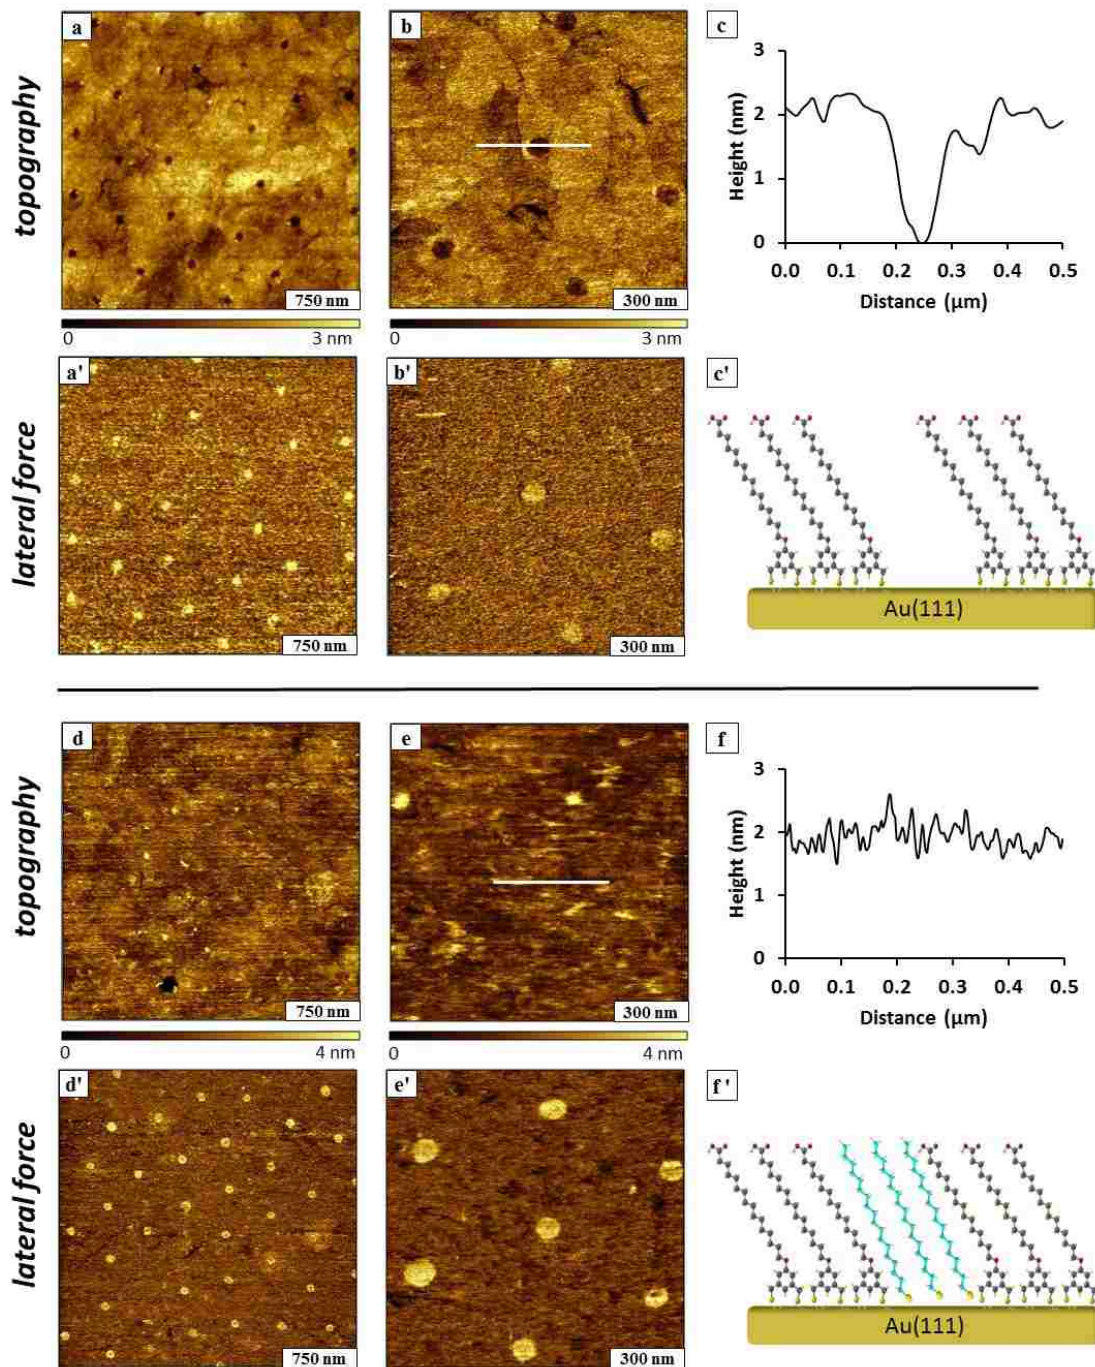 a
b
c
topography
750 nm
300 nm
0 3 nm
0 3 nm
3
2
1
0
Height (nm)
0.0 0.1 0.2 0.3 0.4 0.5
Distance (µm)
a'
b'
c'
lateral force
750 nm
300 nm
Au(111)
d
e
f
topography
750 nm
300 nm
0 4 nm
0 4 nm
3
2
1
0
Height (nm)
0.0 0.1 0.2 0.3 0.4 0.5
Distance (µm)
d'
e'
f'
lateral force
750 nm
300 nm
Au(111)